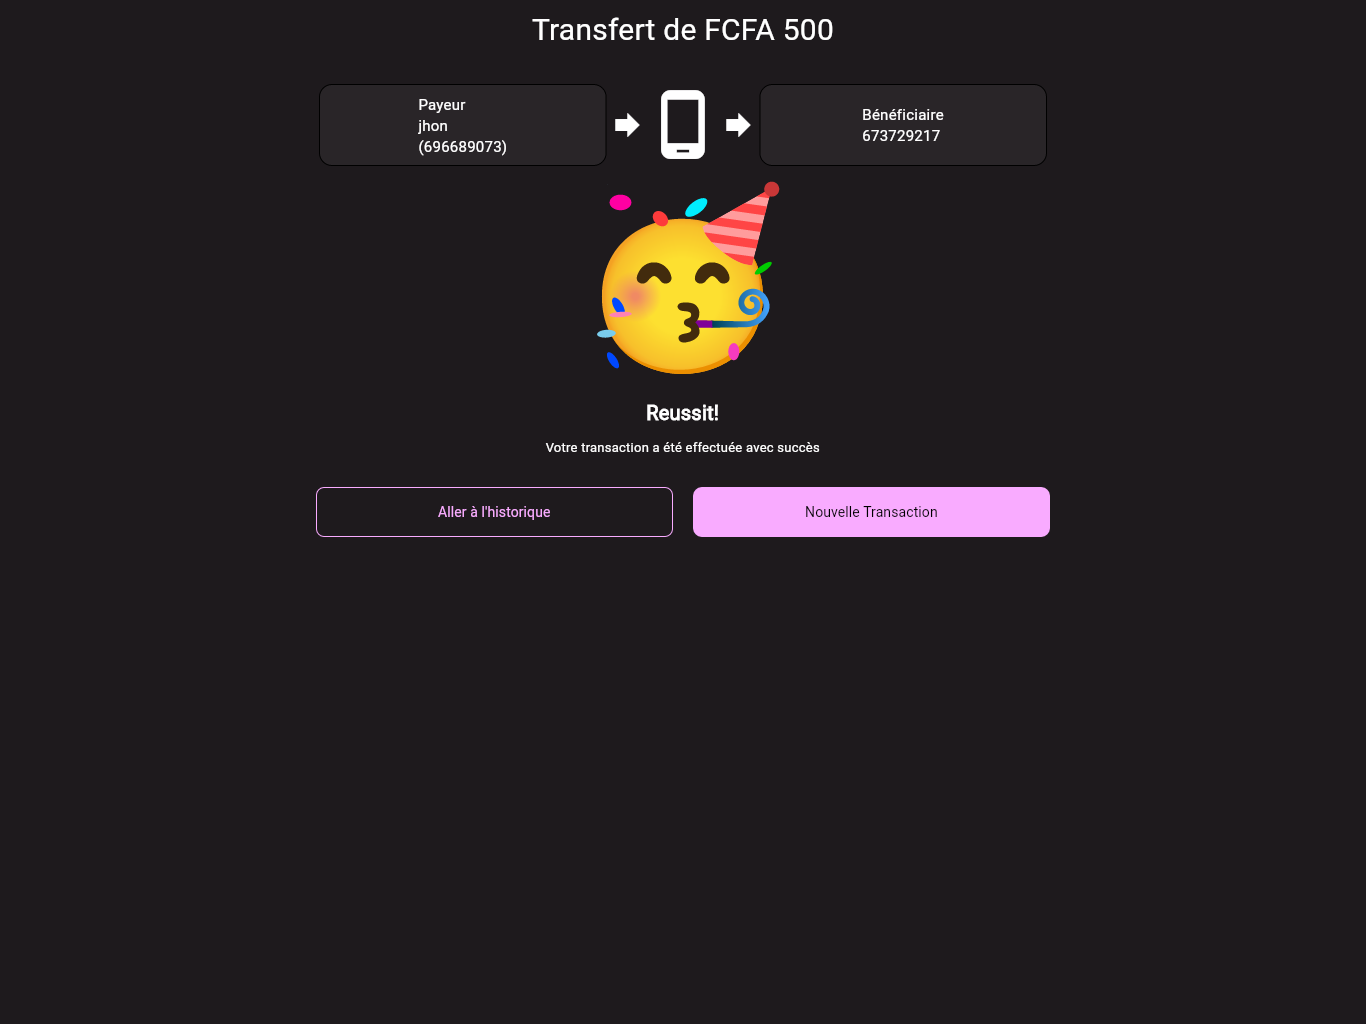 Transfert de FCFA 500
Payeur
jhon
(696689073)
Bénéficiaire
673729217
Reussit!
Votre transaction a été effectuée avec succès
Aller à l'historique
Nouvelle Transaction